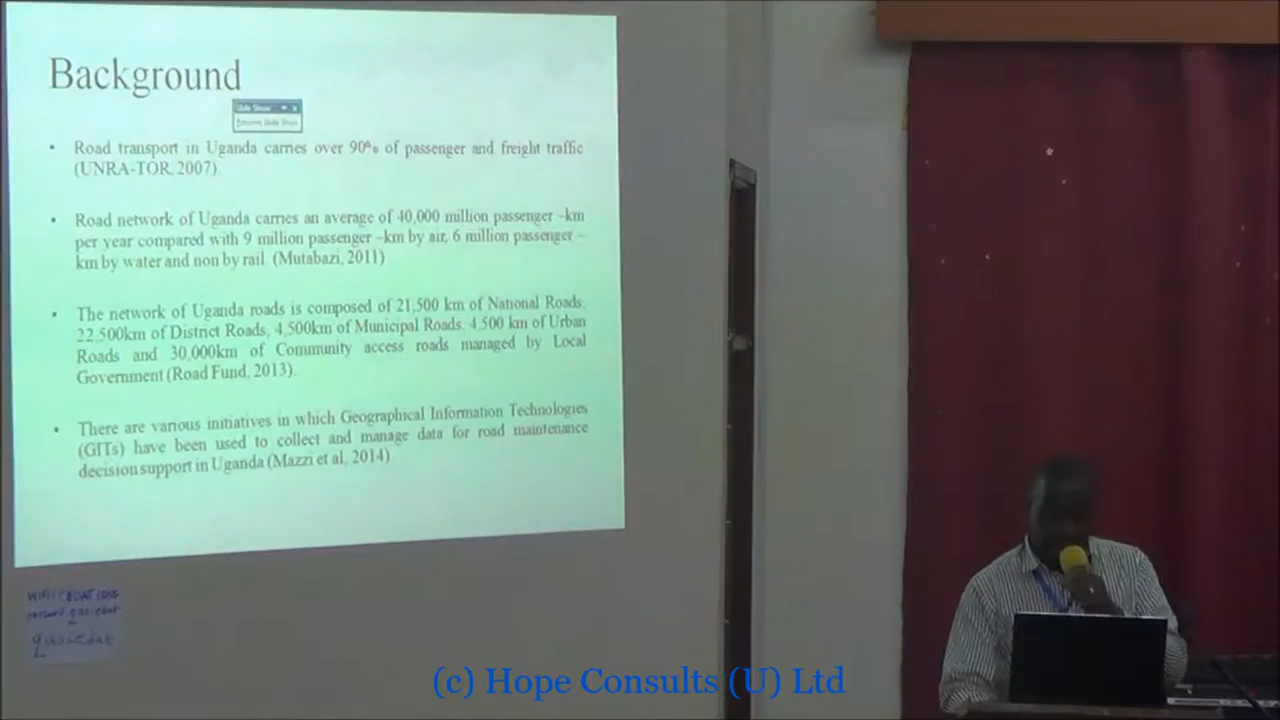 Background
Slide Show
Resume Slide Show
• Road transport in Uganda carries over 90% of passenger and freight traffic
(UNRA-TOR, 2007).
• Road network of Uganda carries an average of 40,000 million passenger –km
per year compared with 9 million passenger –km by air, 6 million passenger –
km by water and non by rail. (Mutabazi, 2011)
• The network of Uganda roads is composed of 21,500 km of National Roads,
22,500km of District Roads, 4,500km of Municipal Roads, 4,500 km of Urban
Roads and 30,000km of Community access roads managed by Local
Government (Road Fund, 2013).
• There are various initiatives in which Geographical Information Technologies
(GITs) have been used to collect and manage data for road maintenance
decision support in Uganda (Mazzi et al, 2014).
(c) Hope Consults (U) Ltd